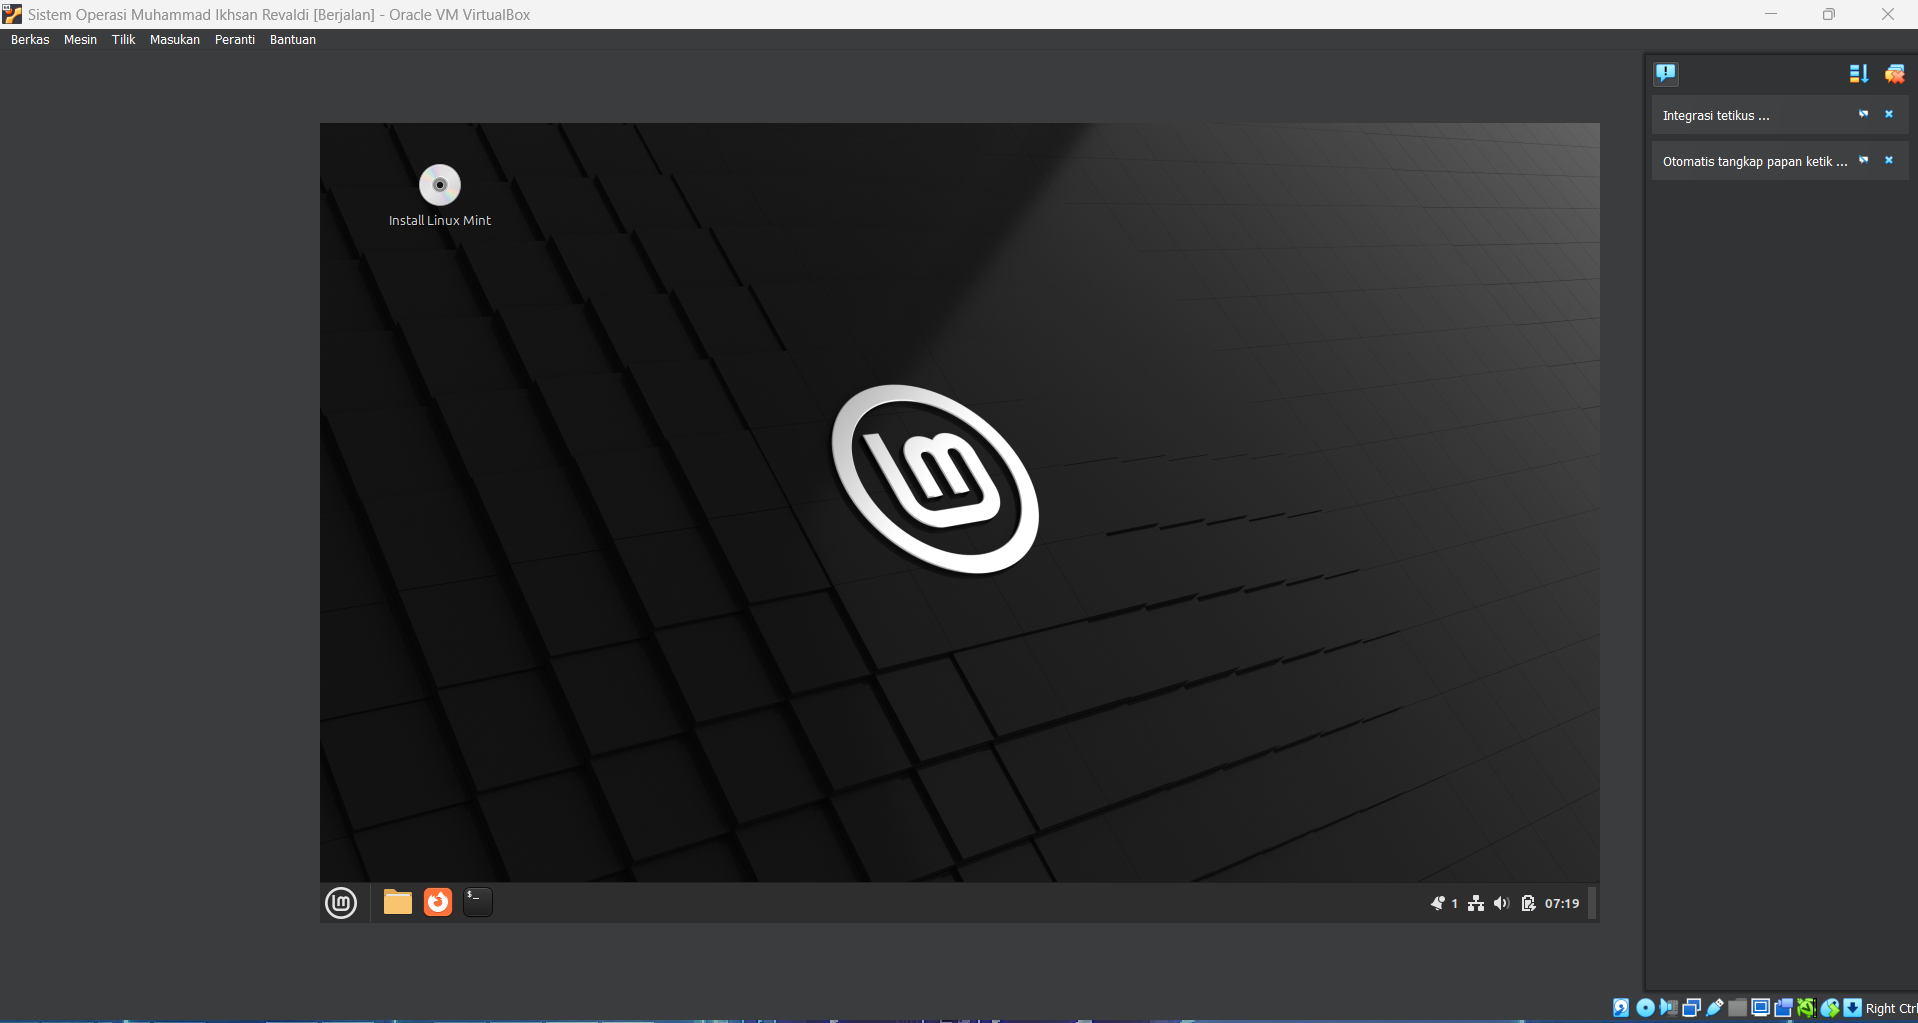 Sistem Operasi Muhammad Ikhsan Revaldi [Berjalan] - Oracle VM VirtualBox
Berkas Mesin Tilik Masukan Peranti Bantuan
Integrasi tetikus ...
Otomatis tangkap papan ketik ...
Install Linux Mint
$_
1 07:19
Right Ctrl